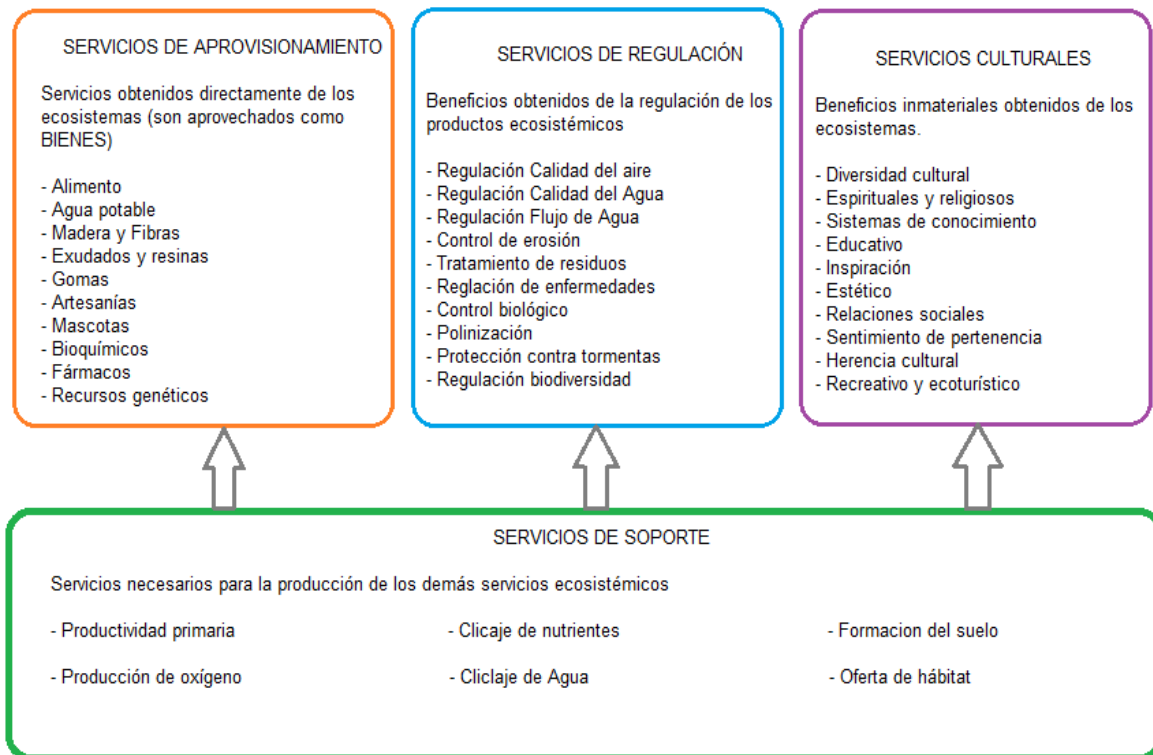 SERVICIOS DE APROVISIONAMIENTO
Servicios obtenidos directamente de los
ecosistemas (son aprovechados como
BIENES)
- Alimento
- Agua potable
- Madera y Fibras
- Exudados y resinas
- Gomas
- Artesanías
- Mascotas
- Bioquímicos
- Fármacos
- Recursos genéticos
SERVICIOS DE REGULACIÓN
Beneficios obtenidos de la regulación de los
productos ecosistémicos
- Regulación Calidad del aire
- Regulación Calidad del Agua
- Regulación Flujo de Agua
- Control de erosión
- Tratamiento de residuos
- Reglación de enfermedades
- Control biológico
- Polinización
- Protección contra tormentas
- Regulación biodiversidad
SERVICIOS CULTURALES
Beneficios inmateriales obtenidos de los
ecosistemas.
- Diversidad cultural
- Espirituales y religiosos
- Sistemas de conocimiento
- Educativo
- Inspiración
- Estético
- Relaciones sociales
- Sentimiento de pertenencia
- Herencia cultural
- Recreativo y ecoturístico
SERVICIOS DE SOPORTE
Servicios necesarios para la producción de los demás servicios ecosistémicos
- Productividad primaria
- Clicaje de nutrientes
- Formacion del suelo
- Producción de oxígeno
- Cliclaje de Agua
- Oferta de hábitat